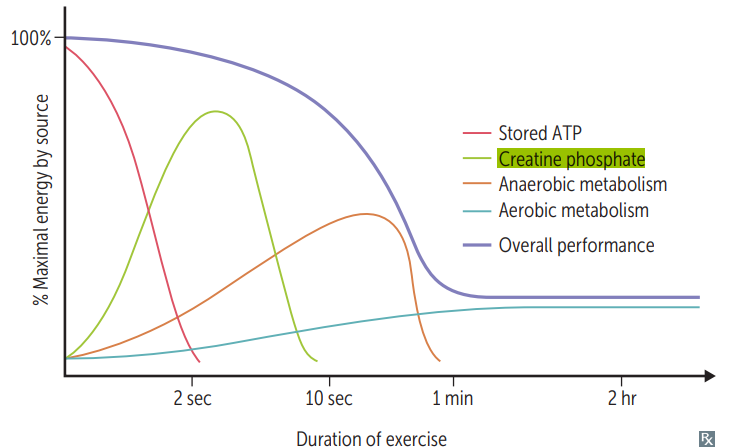 100%
% Maximal energy by source
Stored ATP
Creatine phosphate
Anaerobic metabolism
Aerobic metabolism
Overall performance
2 sec 10 sec 1 min 2 hr
Duration of exercise
℞